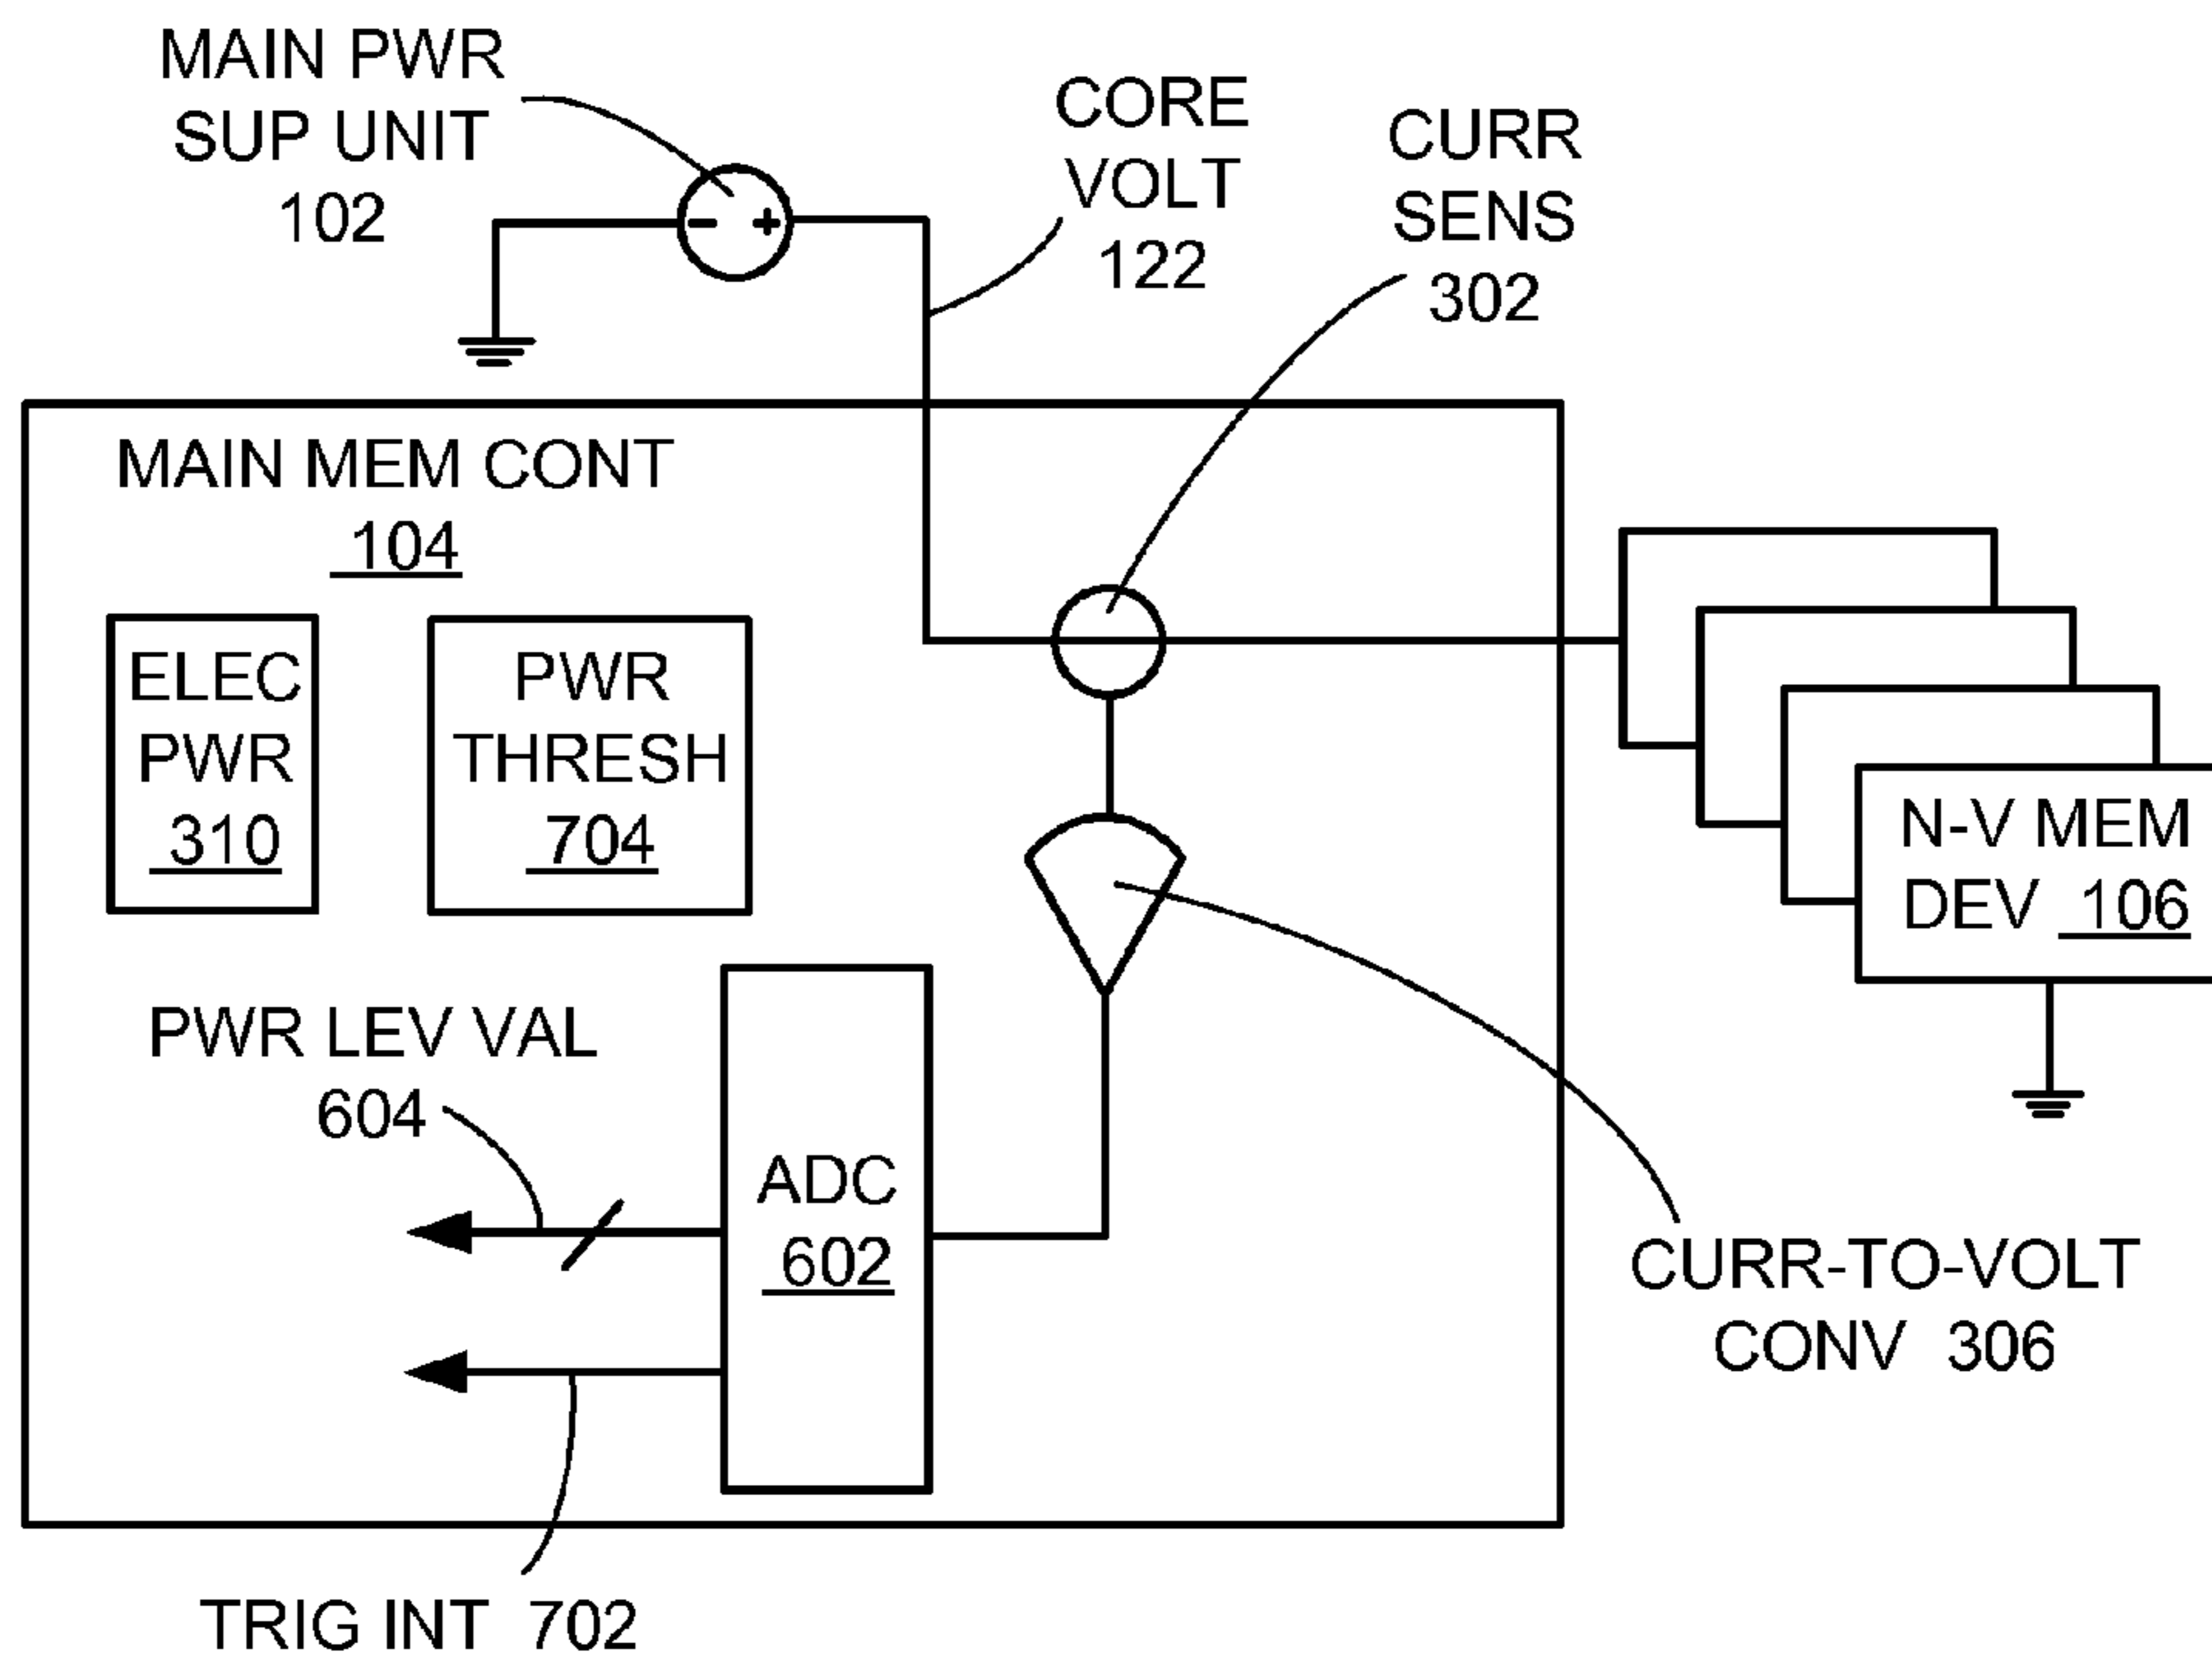 MAIN PWR
SUP UNIT
102
CORE
VOLT
122
CURR
SENS
302
MAIN MEM CONT
104
ELEC
PWR
310
PWR
THRESH
704
N-V MEM
DEV 106
PWR LEV VAL
604
ADC
602
CURR-TO-VOLT
CONV 306
TRIG INT 702